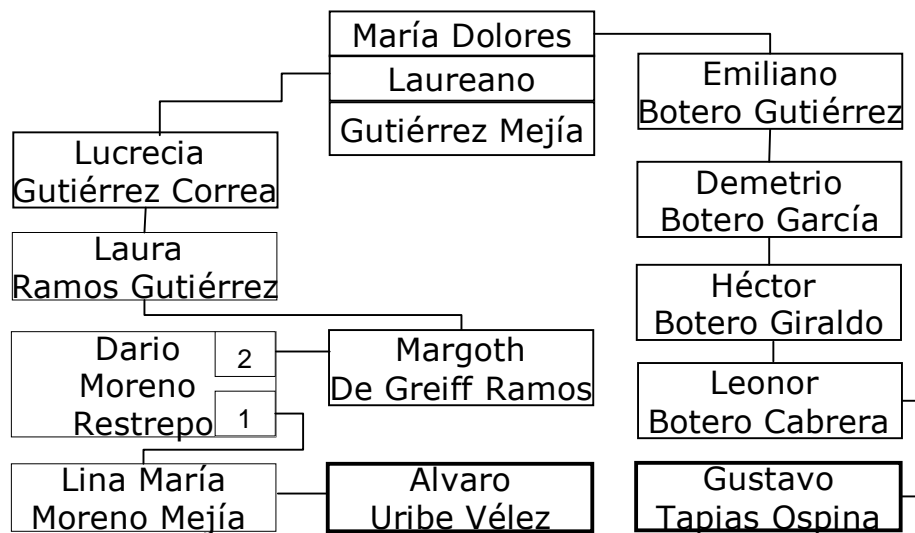 María Dolores
Laureano
Gutiérrez Mejía
Emiliano
Botero Gutiérrez
Lucrecia
Gutiérrez Correa
Demetrio
Botero García
Laura
Ramos Gutiérrez
Héctor
Botero Giraldo
Dario
Moreno
Restrepo
2
1
Margoth
De Greiff Ramos
Leonor
Botero Cabrera
Lina María
Moreno Mejía
Alvaro
Uribe Vélez
Gustavo
Tapias Ospina